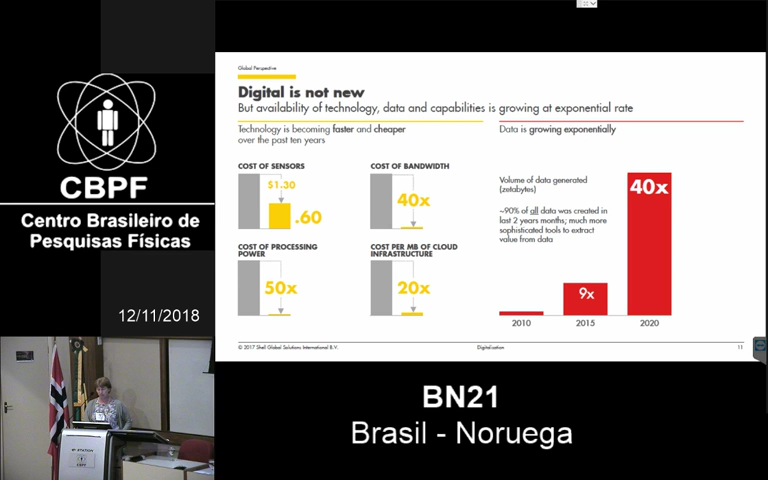 CBPF
Centro Brasileiro de
Pesquisas Físicas
12/11/2018
Global Perspective
Digital is not new
But availability of technology, data and capabilities is growing at exponential rate
Technology is becoming faster and cheaper
over the past ten years
COST OF SENSORS
$1.30
.60
COST OF BANDWIDTH
40x
COST OF PROCESSING
POWER
50x
COST PER MB OF CLOUD
INFRASTRUCTURE
20x
Data is growing exponentially
Volume of data generated
(zetabytes)
~90% of all data was created in
last 2 years months; much more
sophisticated tools to extract
value from data
40x
9x
2010
2015
2020
© 2017 Shell Global Solutions International B.V.
Digitalization
11
CBPF
BN21
Brasil - Noruega